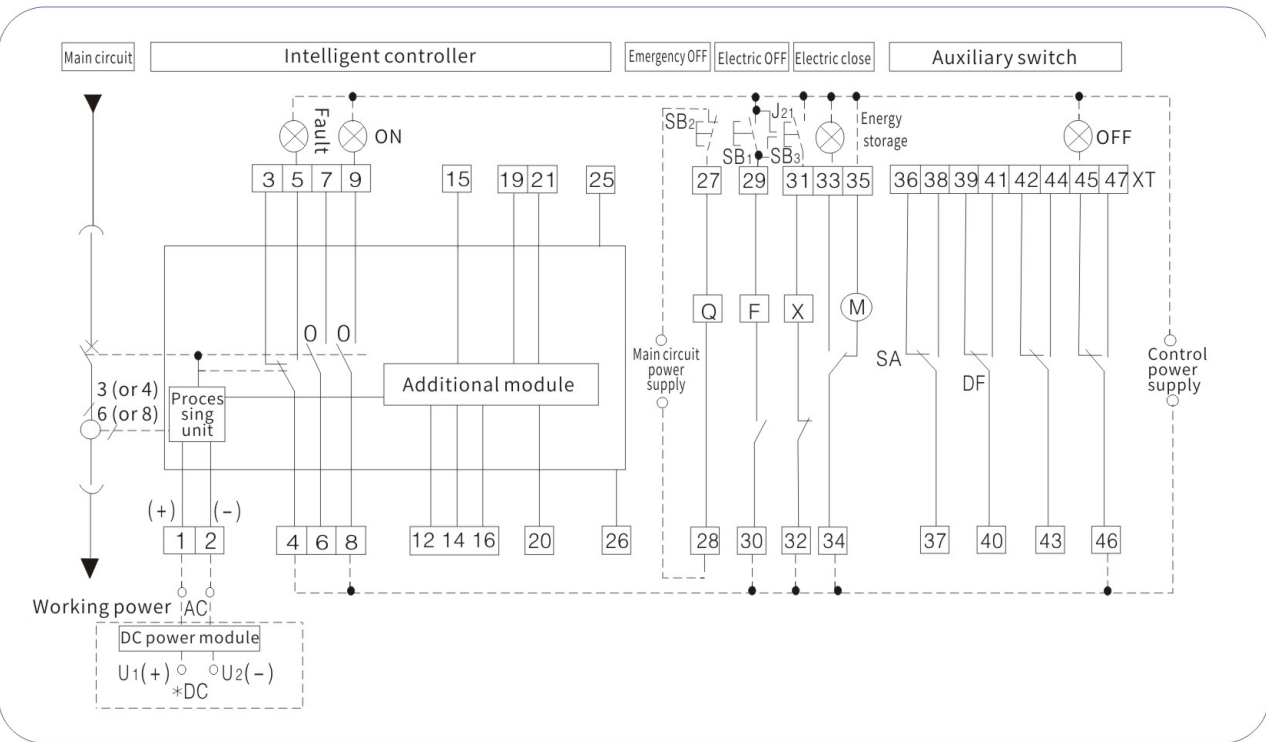 Main circuit
Intelligent controller
Emergency OFF
Electric OFF
Electric close
Auxiliary switch
Fault
ON
SB2
SB1
J21
SB3
Energy
storage
OFF
3 5 7 9
15
19 21
25
27
29
31 33 35
36 38 39 41 42 44 45 47 XT
0 0
Q
F
X
M
SA
DF
Main circuit
power
supply
Control
power
supply
3 (or 4)
6 (or 8)
Proces
sing
unit
Additional module
(+)
(-)
1 2
4 6 8
12 14 16
20
26
28
30
32
34
37
40
43
46
Working power
AC
DC power module
U1(+)
U2(-)
*DC